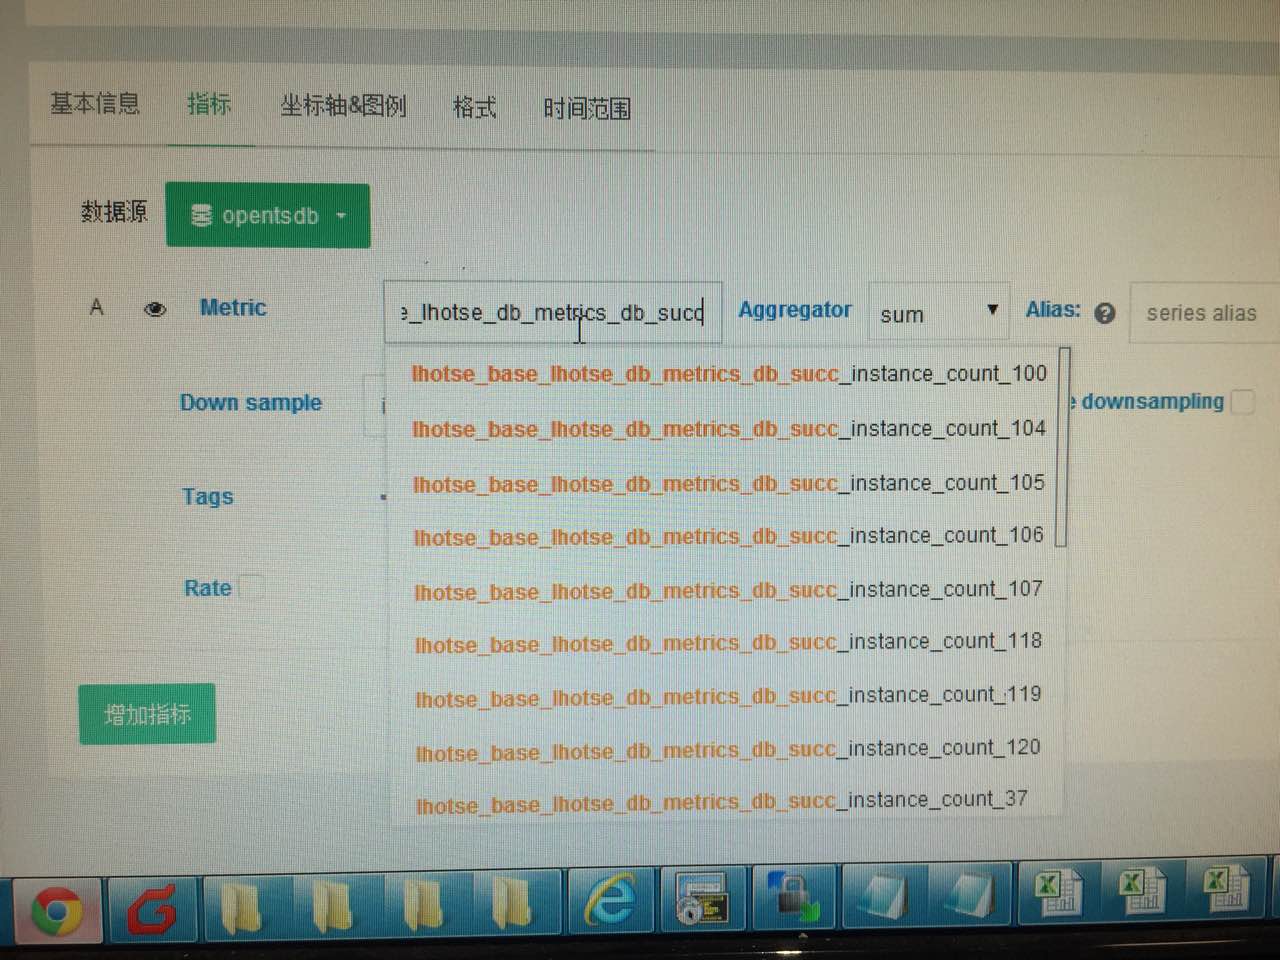 基本信息 指标 坐标轴&图例 格式 时间范围
数据源 opentsdb
A Metric e_lhotse_db_metrics_db_succ Aggregator sum Alias: series alias
lhotse_base_lhotse_db_metrics_db_succ_instance_count_100
Down sample downsampling
lhotse_base_lhotse_db_metrics_db_succ_instance_count_104
lhotse_base_lhotse_db_metrics_db_succ_instance_count_105
Tags
lhotse_base_lhotse_db_metrics_db_succ_instance_count_106
Rate
lhotse_base_lhotse_db_metrics_db_succ_instance_count_107
lhotse_base_lhotse_db_metrics_db_succ_instance_count_118
lhotse_base_lhotse_db_metrics_db_succ_instance_count_119
增加指标
lhotse_base_lhotse_db_metrics_db_succ_instance_count_120
lhotse_base_lhotse_db_metrics_db_succ_instance_count_37